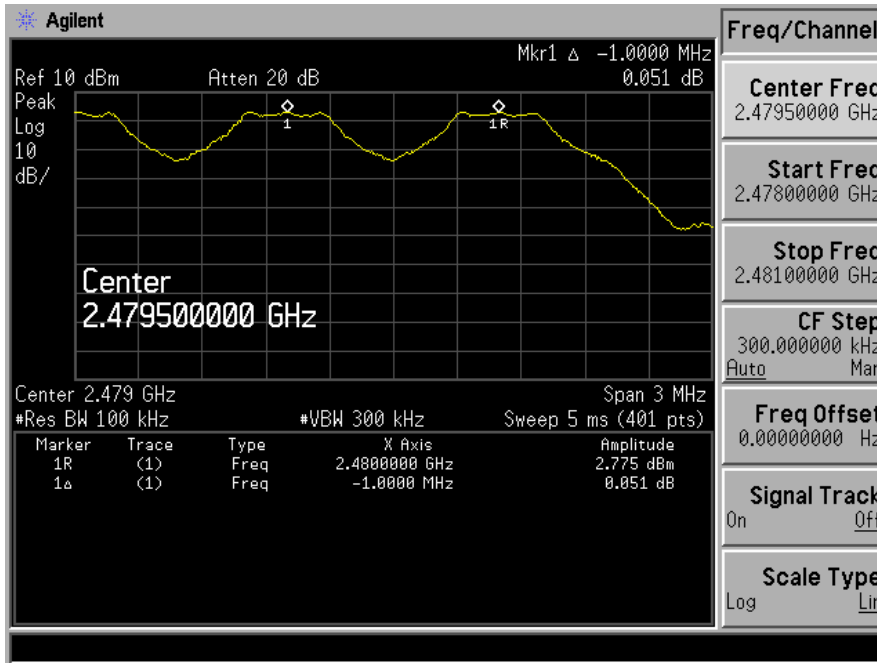 Agilent
Mkr1 Δ -1.0000 MHz
Ref 10 dBm Atten 20 dB 0.051 dB
Peak
Log
10
dB/
1
1R
Center
2.479500000 GHz
Center 2.479 GHz Span 3 MHz
#Res BW 100 kHz #VBW 300 kHz Sweep 5 ms (401 pts)
Marker Trace Type X Axis Amplitude
1R (1) Freq 2.4800000 GHz 2.775 dBm
1Δ (1) Freq -1.0000 MHz 0.051 dB
Freq/Channel
Center Freq
2.47950000 GHz
Start Freq
2.47800000 GHz
Stop Freq
2.48100000 GHz
CF Step
300.000000 kHz
Auto Man
Freq Offset
0.00000000 Hz
Signal Track
On Off
Scale Type
Log Lin